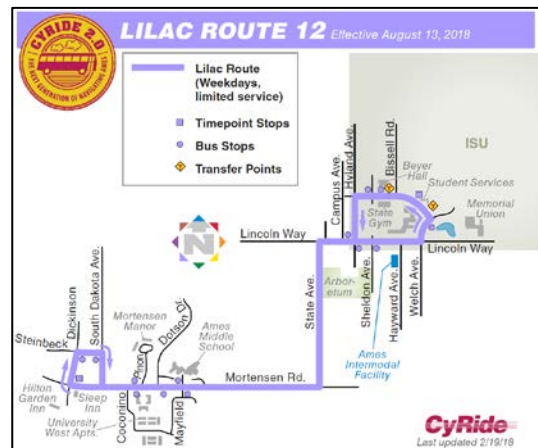 CYRIDE 2.0
THE NEXT GENERATION OF NAVIGATING AMES
LILAC ROUTE 12 Effective August 13, 2018
Lilac Route
(Weekdays,
limited service)
Timepoint Stops
Bus Stops
Transfer Points
ISU
Campus Ave.
Hyland Ave.
Bissell Rd.
Beyer
Hall
Student Services
State
Gym
Memorial
Union
N
Lincoln Way
Lincoln Way
State Ave.
Arbor-
etum
Sheldon Ave.
Hayward Ave.
Welch Ave.
Ames
Intermodal
Facility
Dickinson
South Dakota Ave.
Steinbeck
Mortensen
Manor
Dotson Dr.
Ames
Middle
School
Mortensen Rd.
Hilton
Garden
Inn
Sleep
Inn
University
West Apts.
Coconino
Mayfield
CyRide
Last updated 2/19/18